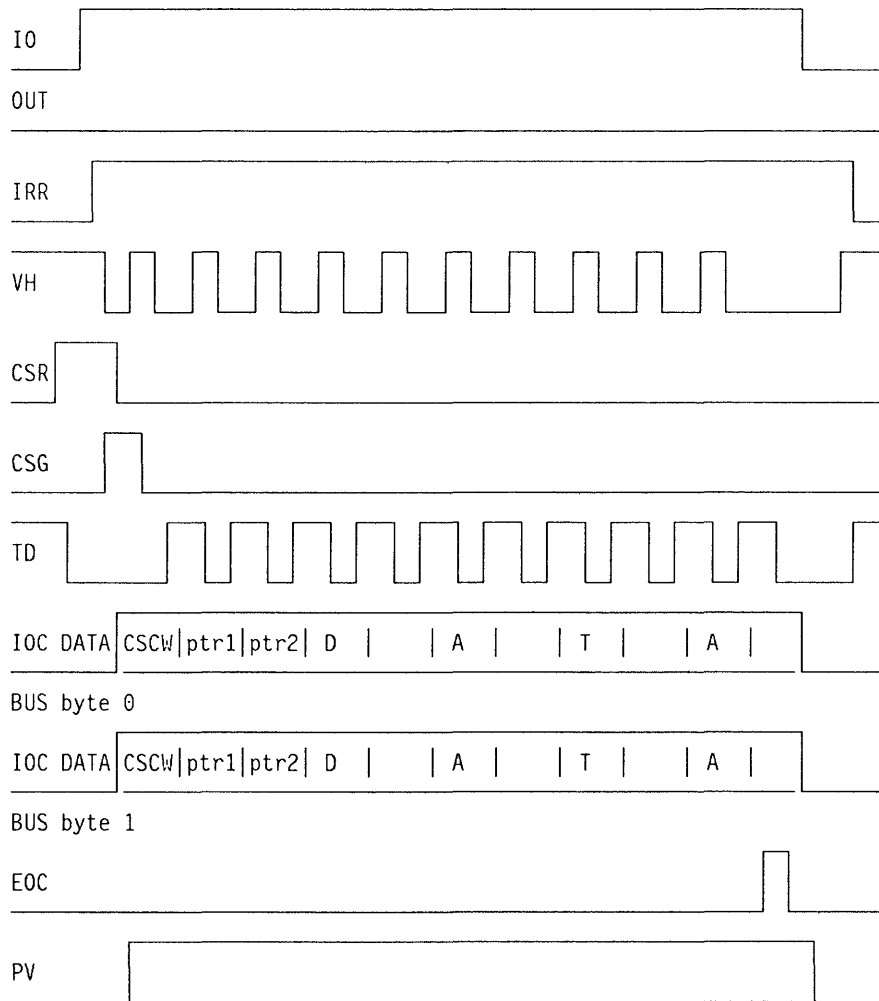 IO
OUT
IRR
VH
CSR
CSG
TD
IOC DATA CSCW|ptr1|ptr2| D | | A | | T | | A |
BUS byte 0
IOC DATA CSCW|ptr1|ptr2| D | | A | | T | | A |
BUS byte 1
EOC
PV